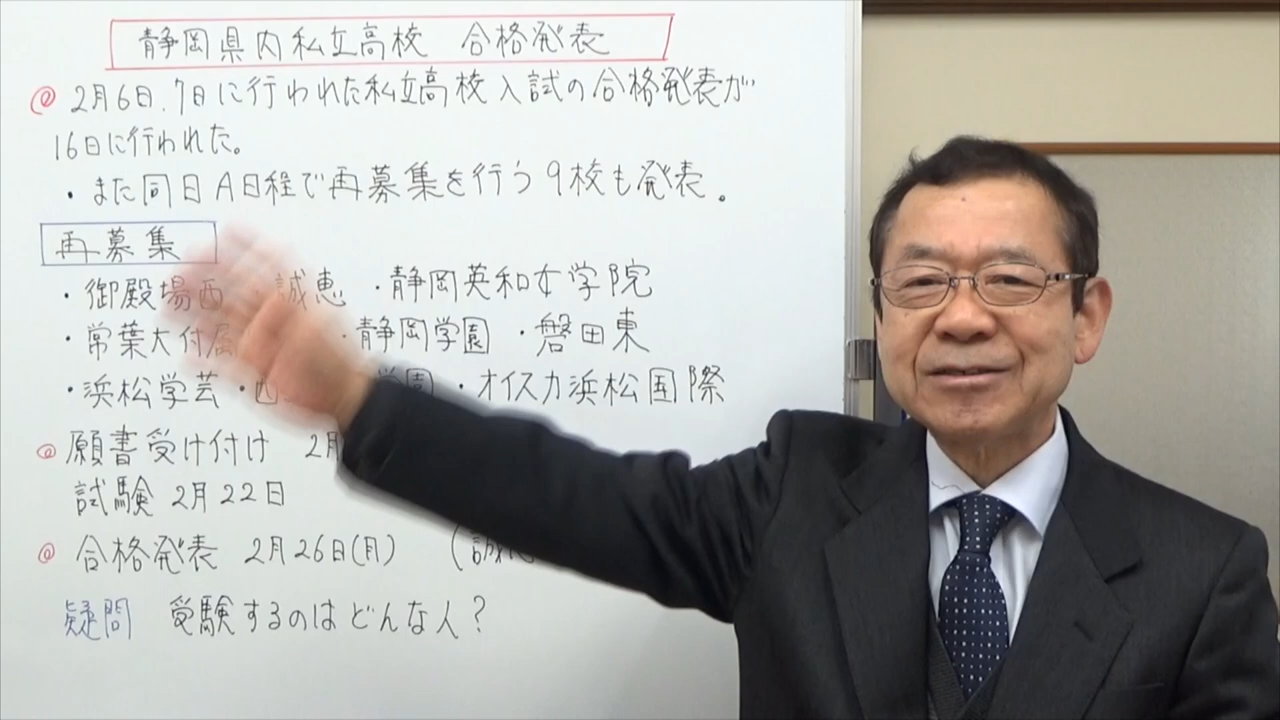 静岡県内私立高校 合格発表
@ 2月6日、7日に行われた私立高校入試の合格発表が
16日に行われた。
・また同日A日程で再募集を行う9校も発表。
再募集
・御殿場西 誠恵 ・静岡英和女学院
・常葉大付属 ・静岡学園 ・磐田東
・浜松学芸 ・ 学園 ・オイスカ浜松国際
@ 願書受け付け 2月
試験 2月22日
@ 合格発表 2月26日(月) (誠
疑問 受験するのはどんな人?